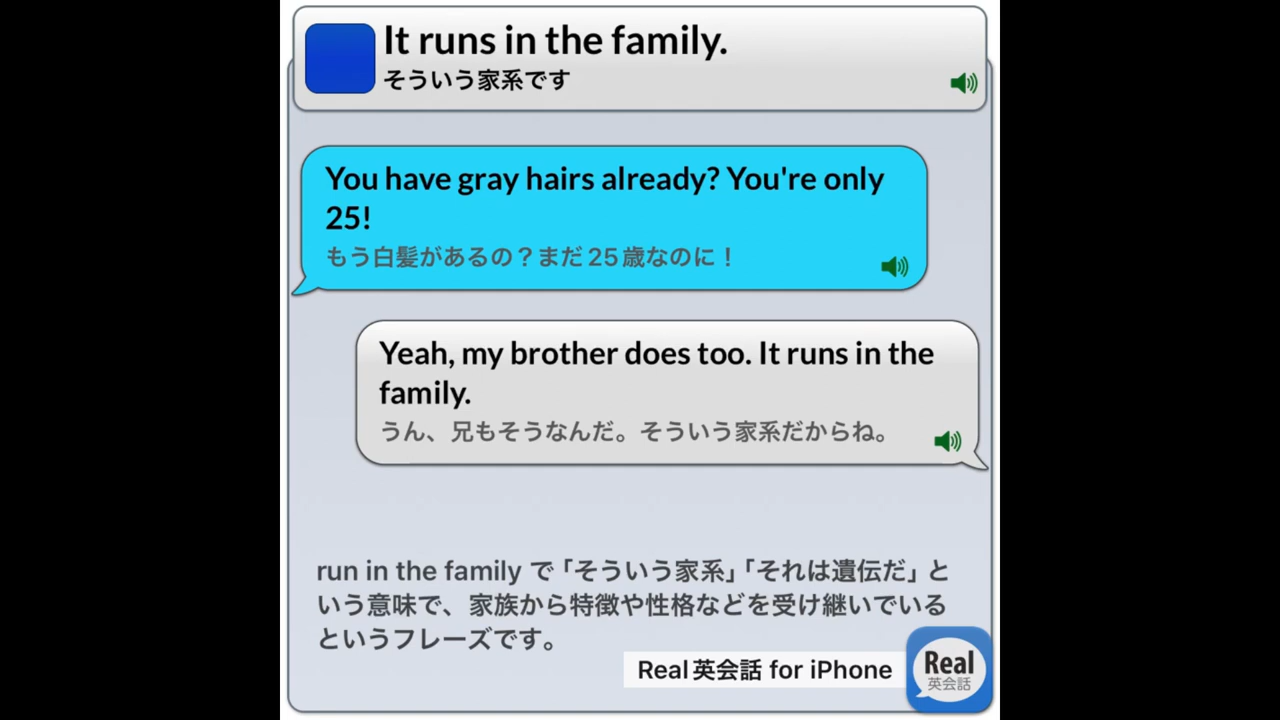 It runs in the family.
そういう家系です
You have gray hairs already? You're only
25!
もう白髪があるの？まだ25歳なのに！
Yeah, my brother does too. It runs in the
family.
うん、兄もそうなんだ。そういう家系だからね。
run in the family で「そういう家系」「それは遺伝だ」と
いう意味で、家族から特徴や性格などを受け継いでいる
というフレーズです。
Real英会話 for iPhone
Real
英会話